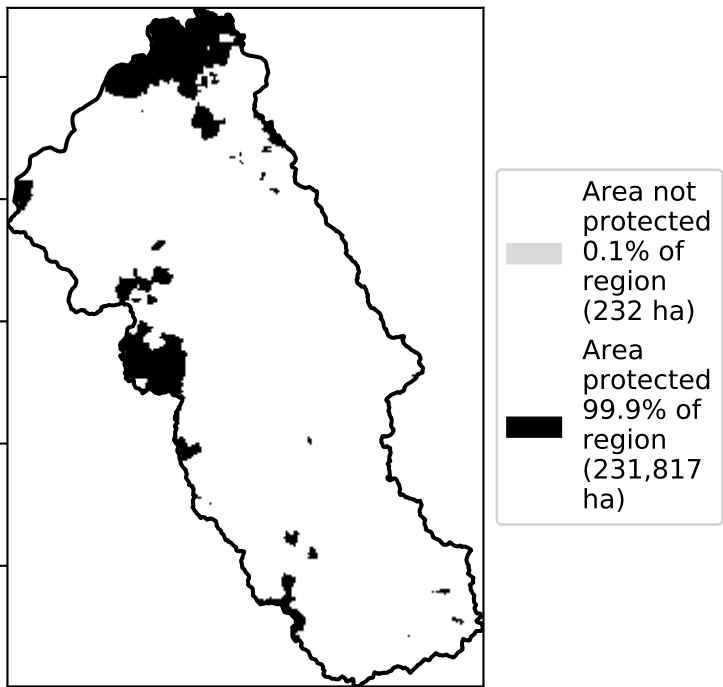 Area not
protected
0.1% of
region
(232 ha)
Area
protected
99.9% of
region
(231,817
ha)